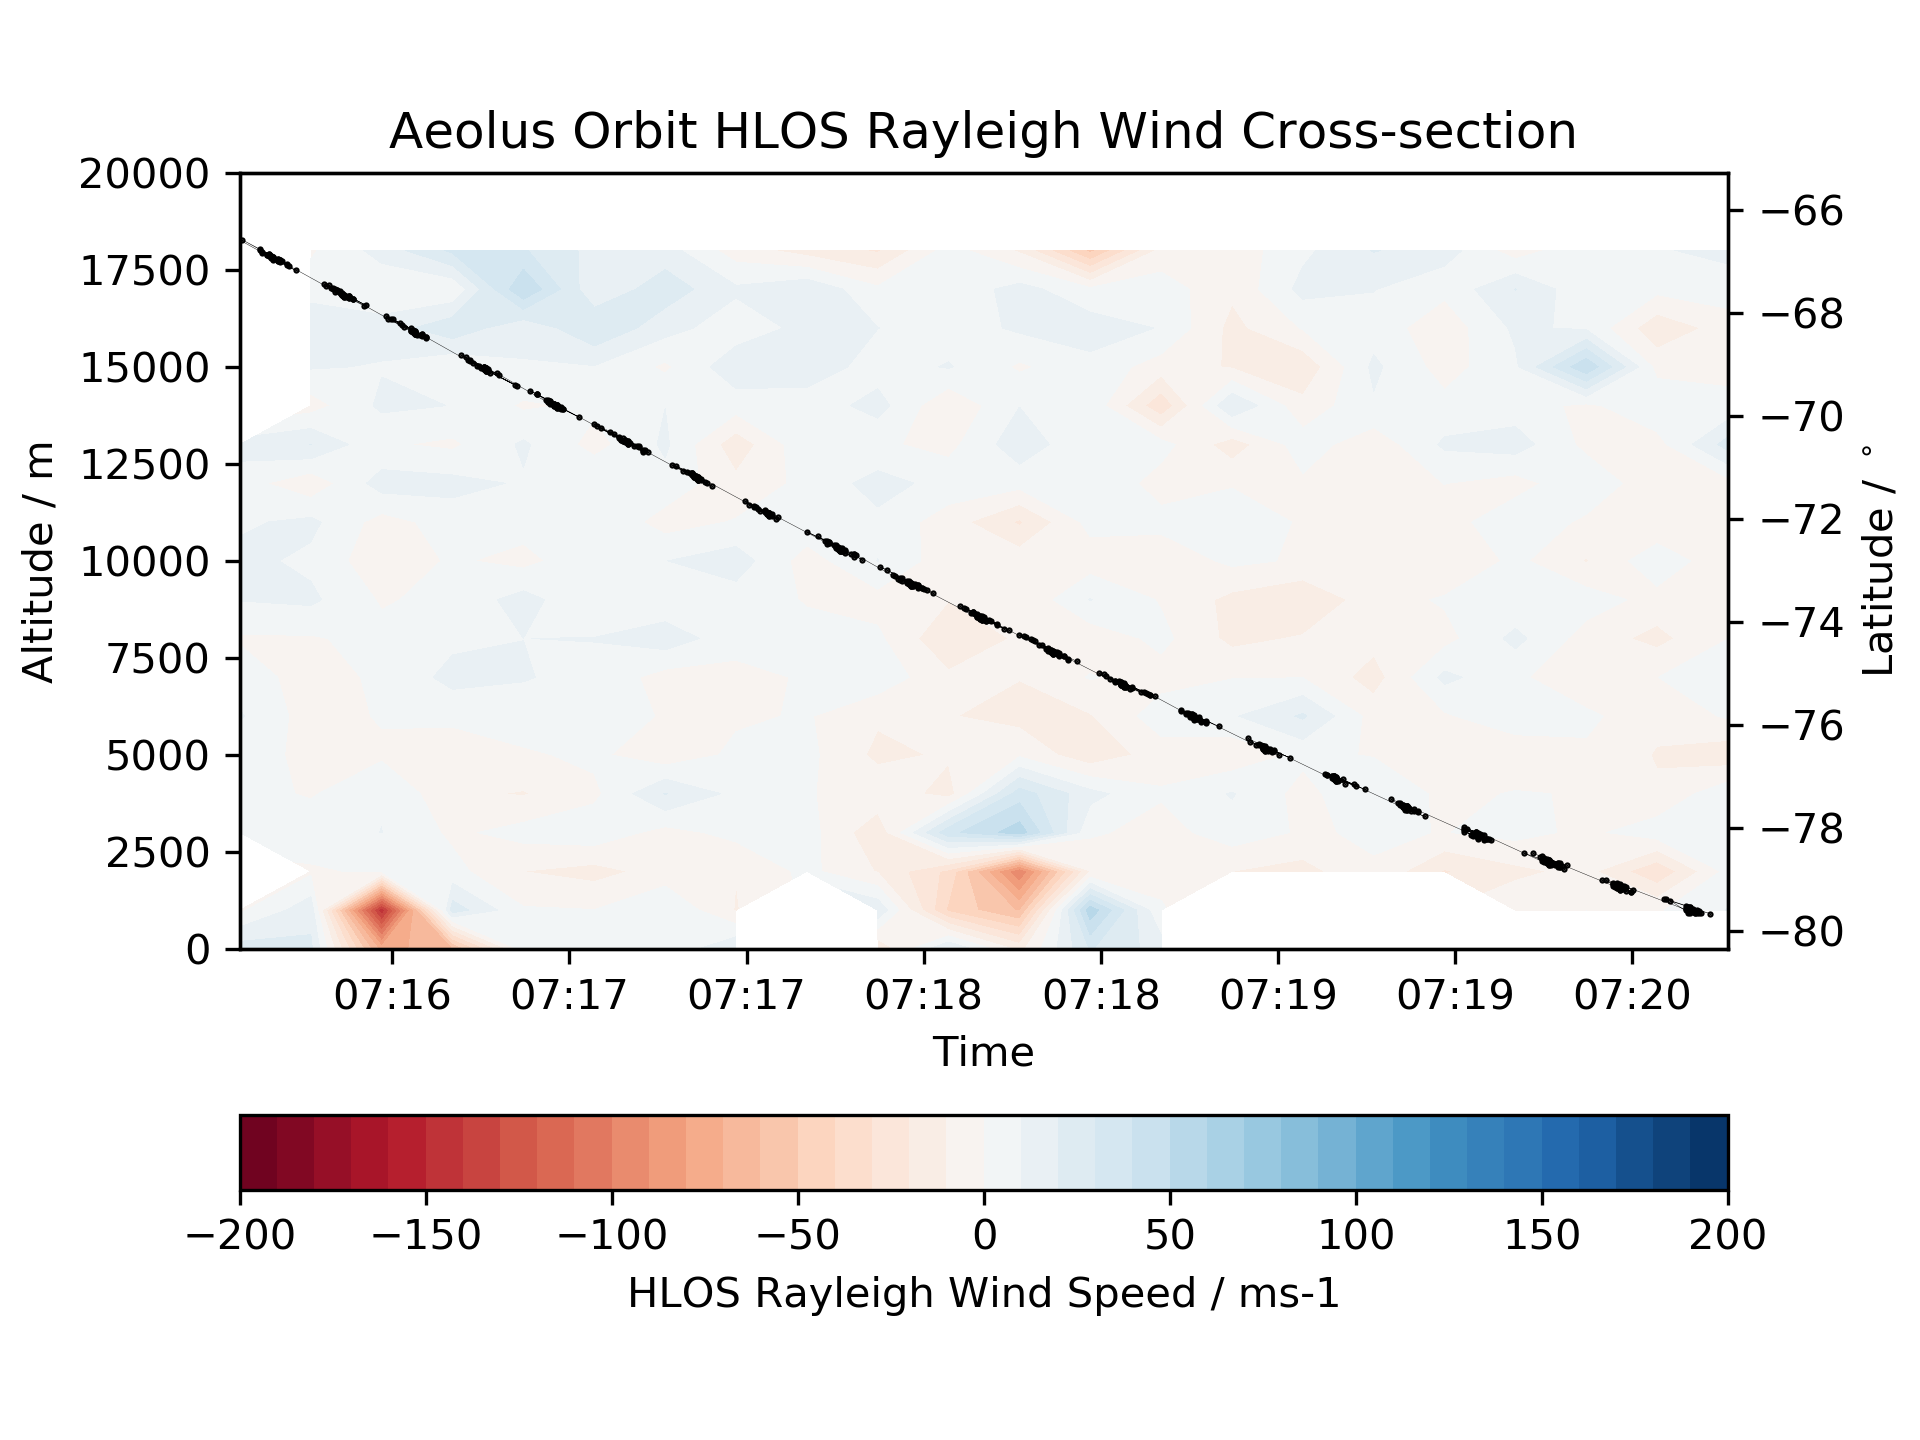 Aeolus Orbit HLOS Rayleigh Wind Cross-section
20000
17500
15000
12500
10000
7500
5000
2500
0
Altitude / m
−66
−68
−70
−72
−74
−76
−78
−80
Latitude / °
07:16 07:17 07:17 07:18 07:18 07:19 07:19 07:20
Time
−200 −150 −100 −50 0 50 100 150 200
HLOS Rayleigh Wind Speed / ms-1